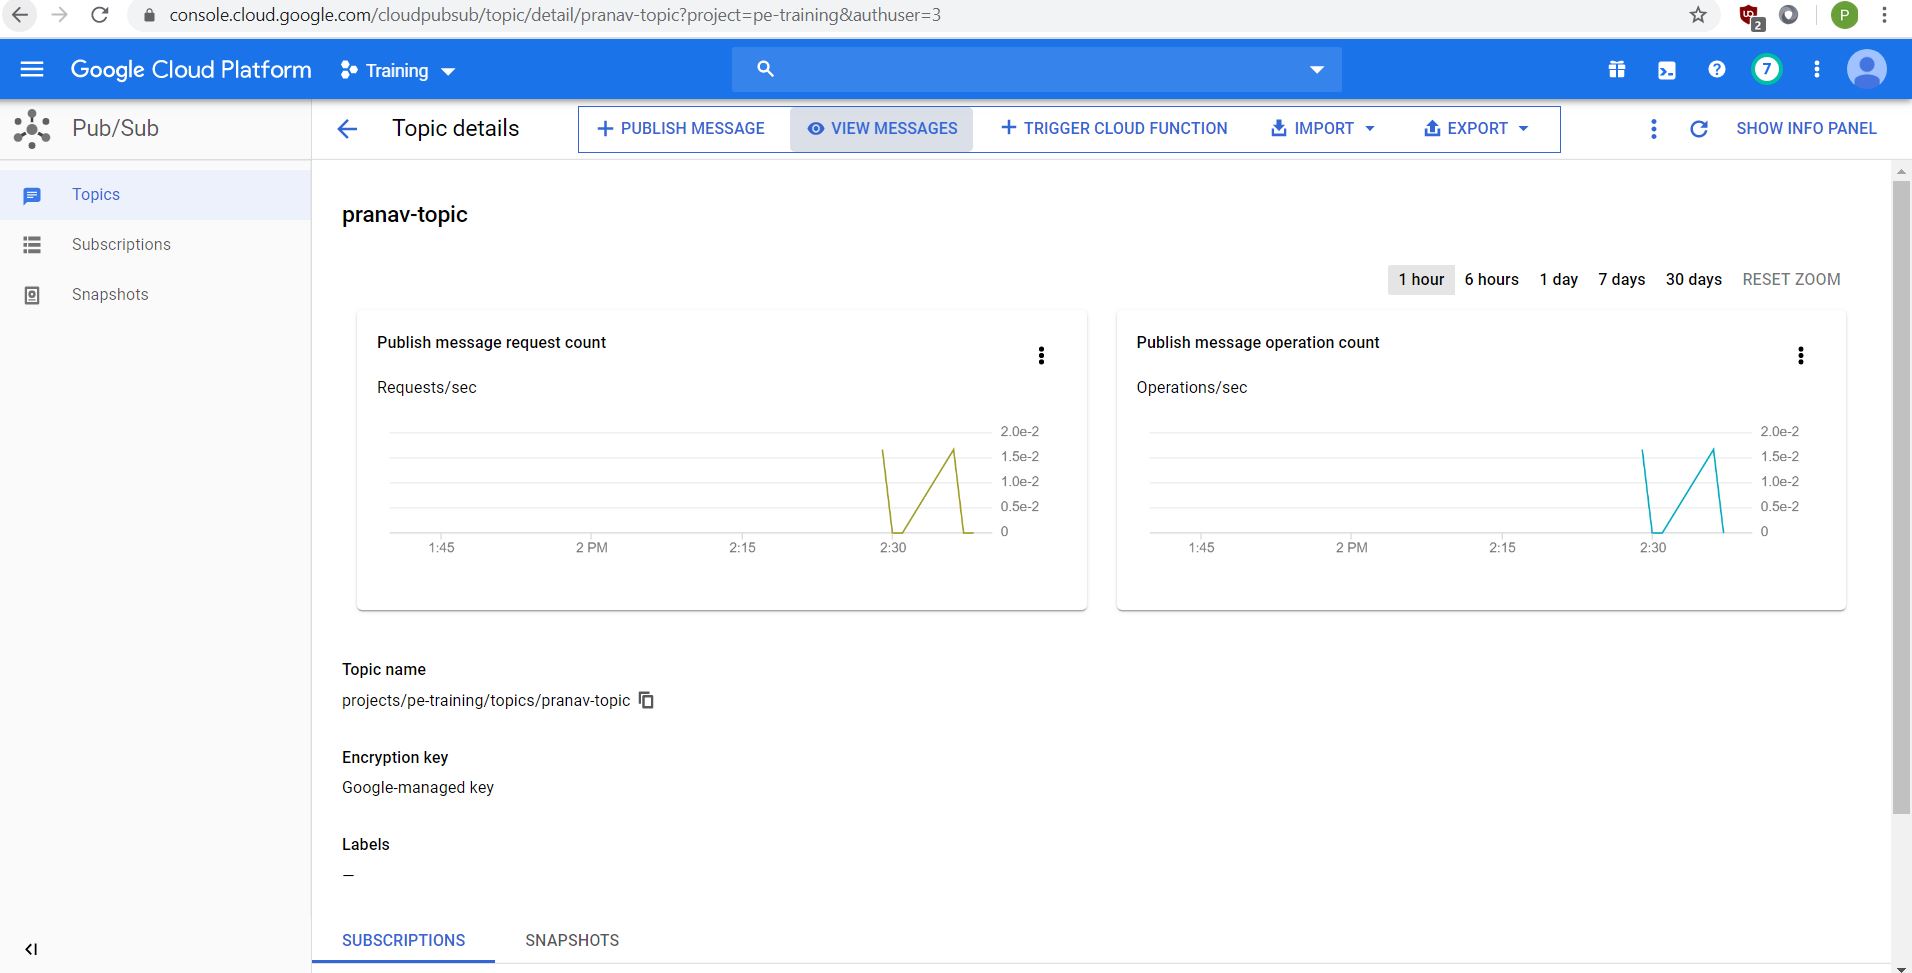 console.cloud.google.com/cloudpubsub/topic/detail/pranav-topic?project=pe-training&authuser=3
2
P
Google Cloud Platform
Training
7
Pub/Sub
Topic details
PUBLISH MESSAGE
VIEW MESSAGES
TRIGGER CLOUD FUNCTION
IMPORT
EXPORT
SHOW INFO PANEL
Topics
Subscriptions
Snapshots
pranav-topic
1 hour 6 hours 1 day 7 days 30 days RESET ZOOM
Publish message request count
Requests/sec
2.0e-2
1.5e-2
1.0e-2
0.5e-2
0
1:45 2 PM 2:15 2:30
Publish message operation count
Operations/sec
2.0e-2
1.5e-2
1.0e-2
0.5e-2
0
1:45 2 PM 2:15 2:30
Topic name
projects/pe-training/topics/pranav-topic
Encryption key
Google-managed key
Labels
—
SUBSCRIPTIONS SNAPSHOTS